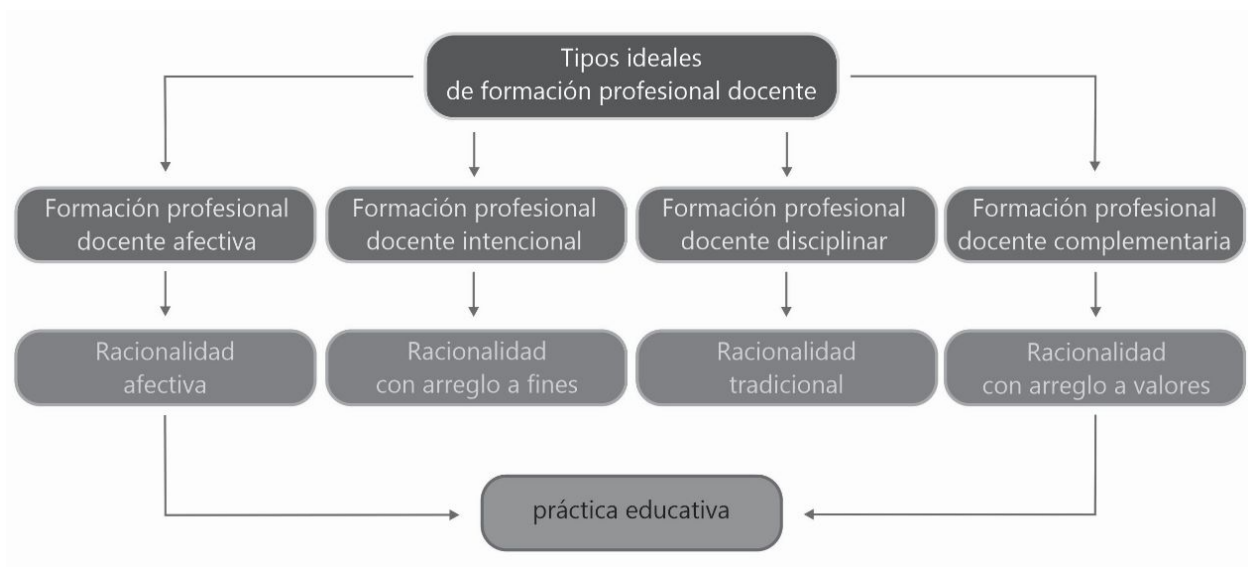 Tipos ideales
de formación profesional docente
Formación profesional
docente afectiva
Formación profesional
docente intencional
Formación profesional
docente disciplinar
Formación profesional
docente complementaria
Racionalidad
afectiva
Racionalidad
con arreglo a fines
Racionalidad
tradicional
Racionalidad
con arreglo a valores
práctica educativa